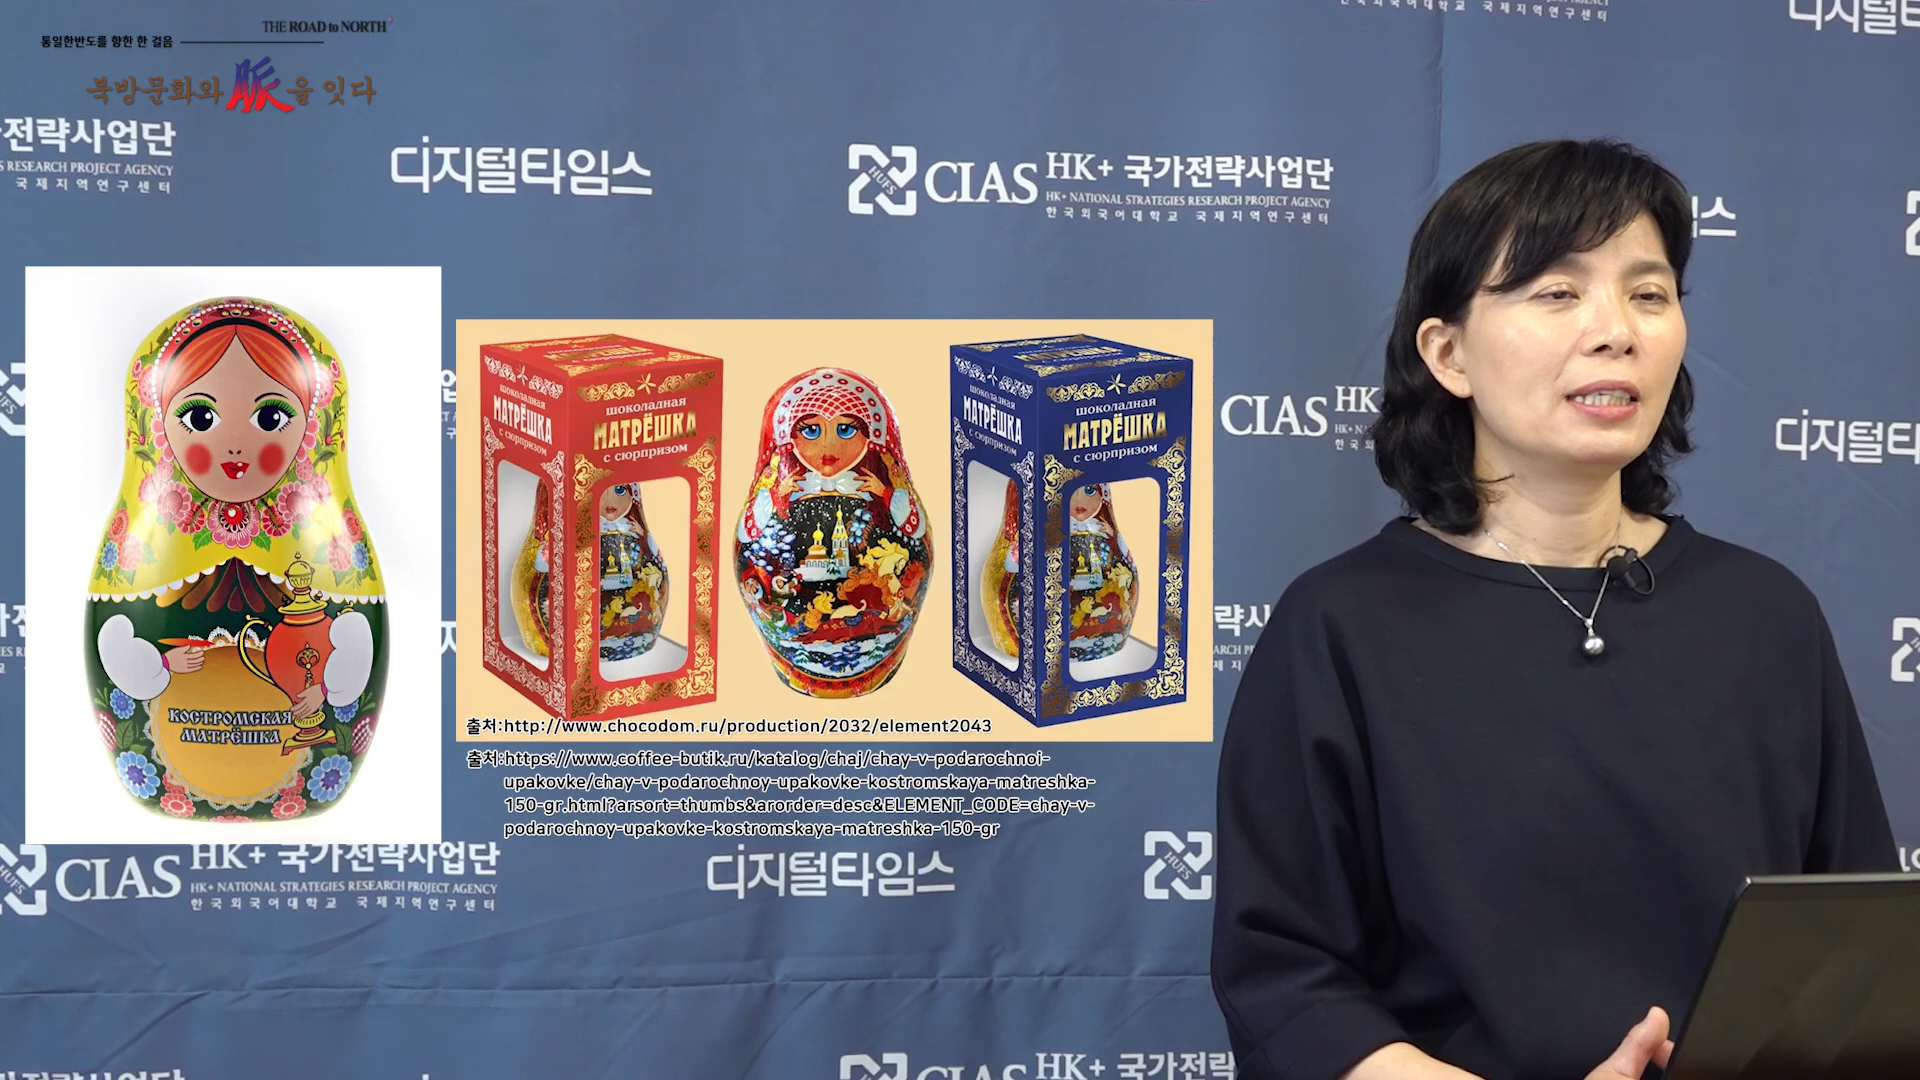 THE ROAD to NORTH
통일한반도를 향한 한 걸음
북방문화와 脈을 잇다
전략사업단
RESEARCH PROJECT AGENCY
국제지역연구센터
디지털타임스
HUFS
CIAS
HK+ 국가전략사업단
HK+ NATIONAL STRATEGIES RESEARCH PROJECT AGENCY
한국외국어대학교 국제지역연구센터
КОСТРОМСКАЯ
МАТРЁШКА
шоколадная
МАТРЁШКА
с сюрпризом
шоколадная
МАТРЁШКА
с сюрпризом
шоколадная
МАТРЁШКА
с сюрпризом
шоколадная
МАТРЁШКА
с сюрпризом
출처:http://www.chocodom.ru/production/2032/element2043
출처:https://www.coffee-butik.ru/katalog/chaj/chay-v-podarochnoi-
upakovke/chay-v-podarochnoy-upakovke-kostromskaya-matreshka-
150-gr.html?arsort=thumbs&arorder=desc&ELEMENT_CODE=chay-v-
podarochnoy-upakovke-kostromskaya-matreshka-150-gr
CIAS
HK
디지털타
HUFS
CIAS
HK+ 국가전략사업단
HK+ NATIONAL STRATEGIES RESEARCH PROJECT AGENCY
한국외국어대학교 국제지역연구센터
디지털타임스
HUFS
CIAS
HK+ 국가전략